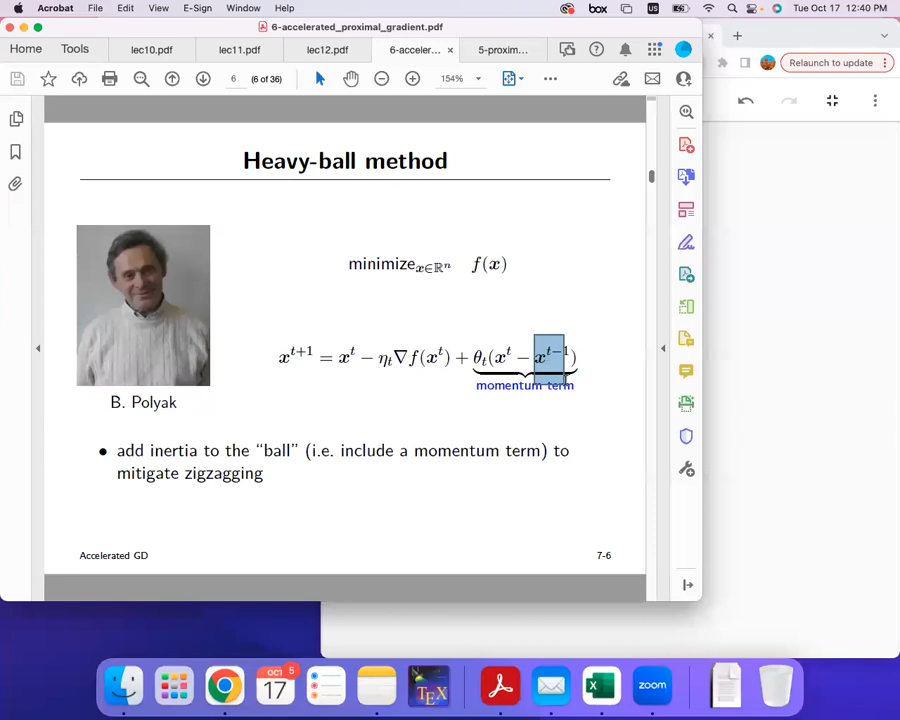 Acrobat File Edit View E-Sign Window Help box US Tue Oct 17 12:40 PM
6-accelerated_proximal_gradient.pdf
Home Tools lec10.pdf lec11.pdf lec12.pdf 6-acceler... × 5-proxim...
6 (6 of 36) 154%
× + Relaunch to update
Heavy-ball method
minimize_{x∈ℝⁿ} f(x)
x^{t+1} = x^t − η_t∇f(x^t) + θ_t(x^t − x^{t−1})
momentum term
B. Polyak
• add inertia to the “ball” (i.e. include a momentum term) to
mitigate zigzagging
Accelerated GD 7-6
OCT 5
17
TEX
zoom